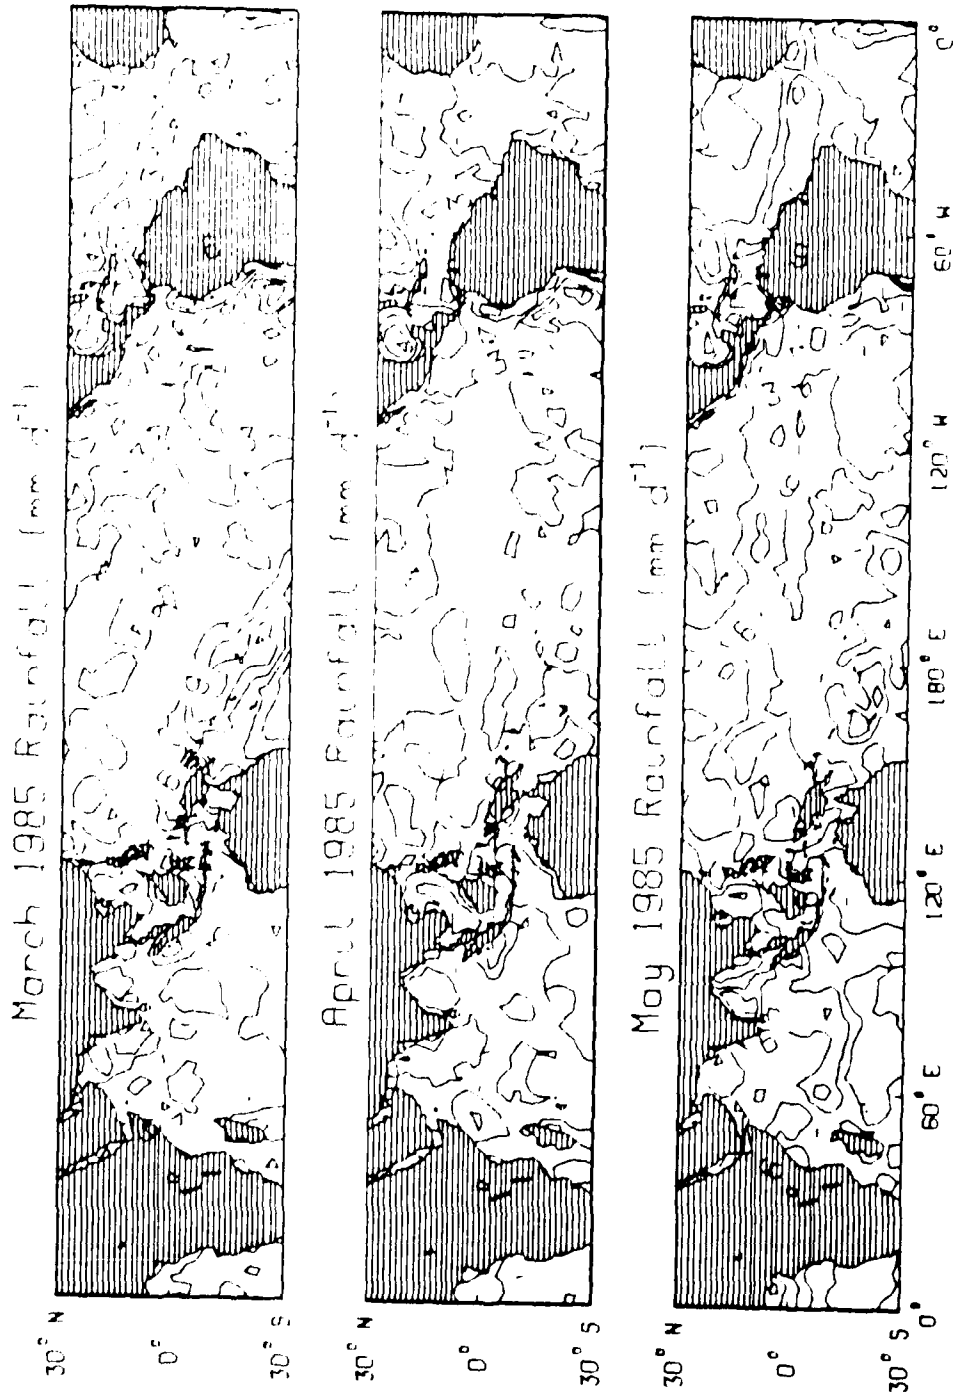 March 1985 Rainfall (mm d⁻¹)
30° N
0°
30° S
April 1985 Rainfall (mm d⁻¹)
30° N
0°
30° S
May 1985 Rainfall (mm d⁻¹)
30° N
0°
30° S
0°
60° E
120° E
180° E
120° W
60° W
0°